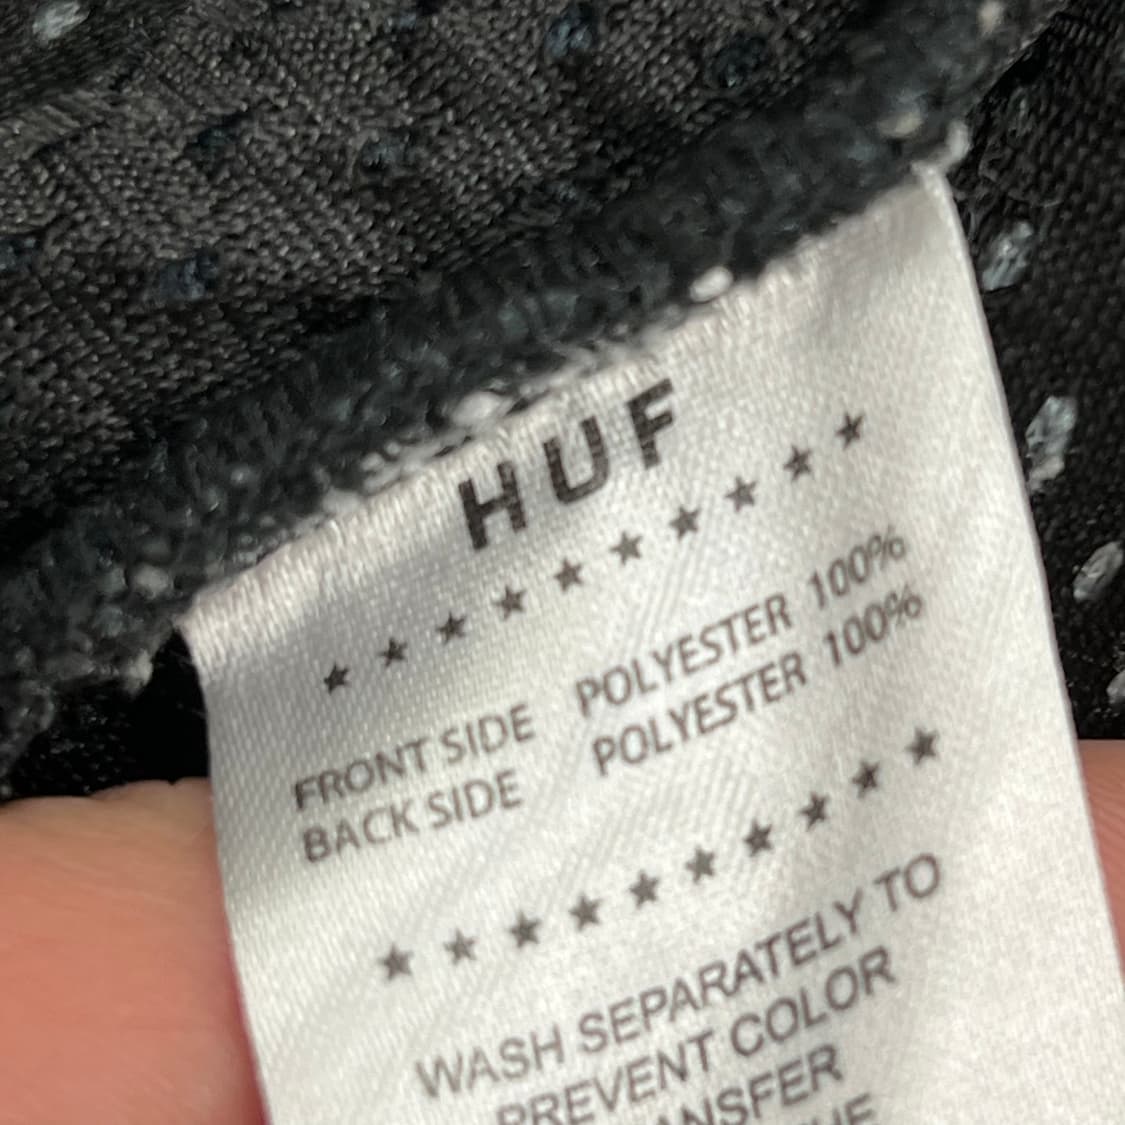 HUF
★★★★★★★★★★
FRONT SIDE POLYESTER 100%
BACK SIDE POLYESTER 100%
★★★★★★★★★★
WASH SEPARATELY TO
PREVENT COLOR